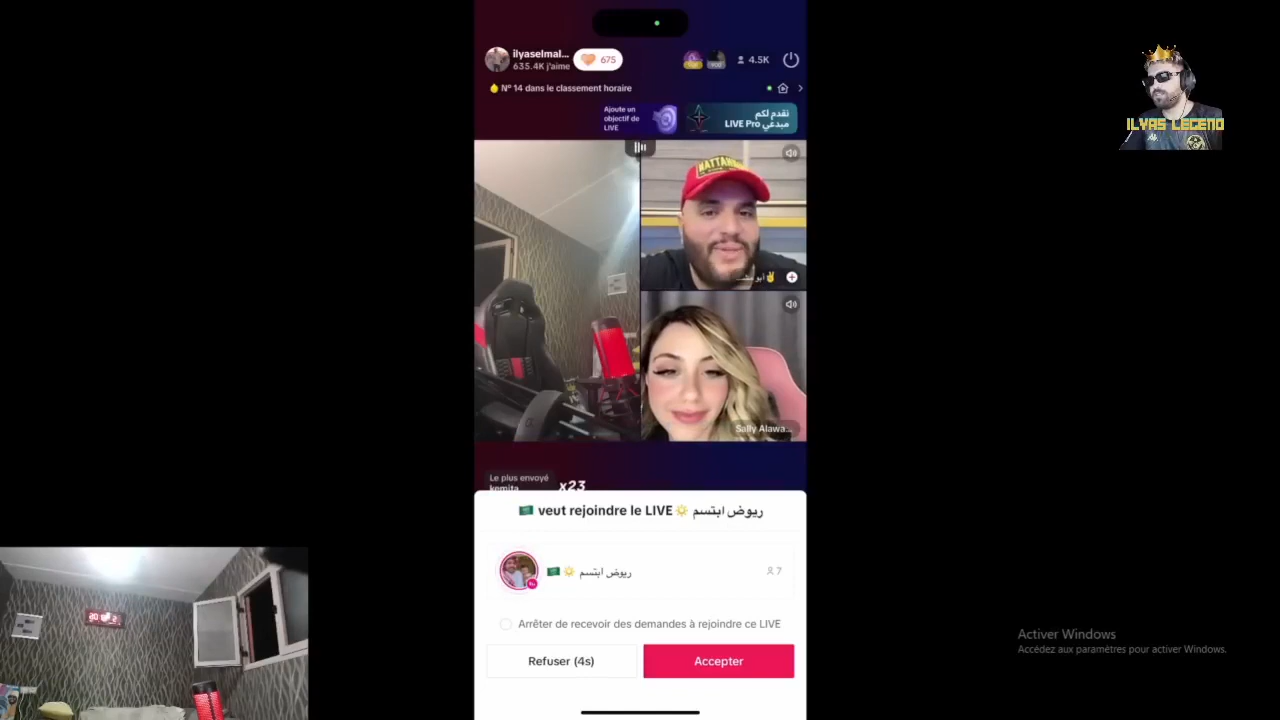 ilyaselmal...
635.4K j'aime
675
4.5K
N° 14 dans le classement horaire
Ajoute un
objectif de
LIVE
نقدم لكم
مبدعي LIVE Pro
ILYAS LEGEND
Sally Alawa...
Le plus envoyé
komita
x23
ريوض ابتسم veut rejoindre le LIVE
ريوض ابتسم
7
Arrêter de recevoir des demandes à rejoindre ce LIVE
Refuser (4s)
Accepter
Activer Windows
Accédez aux paramètres pour activer Windows.